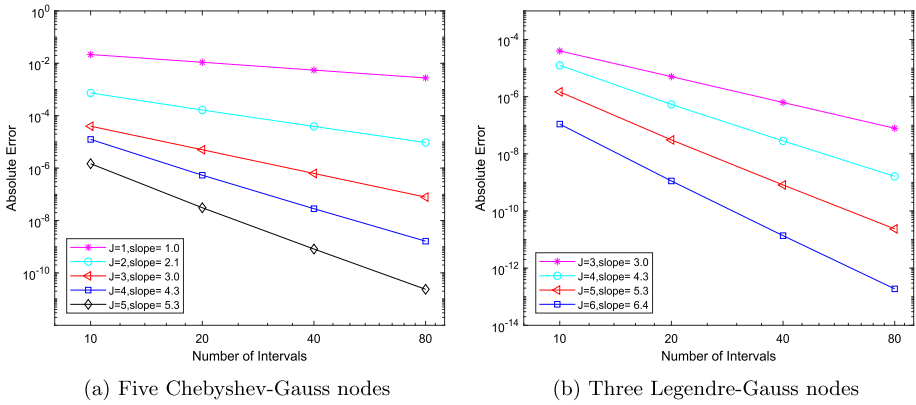 10^0
10^-2
10^-4
10^-6
10^-8
10^-10
Absolute Error
J=1,slope= 1.0
J=2,slope= 2.1
J=3,slope= 3.0
J=4,slope= 4.3
J=5,slope= 5.3
10 20 40 80
Number of Intervals
(a) Five Chebyshev-Gauss nodes
10^-4
10^-6
10^-8
10^-10
10^-12
10^-14
Absolute Error
J=3,slope= 3.0
J=4,slope= 4.3
J=5,slope= 5.3
J=6,slope= 6.4
10 20 40 80
Number of Intervals
(b) Three Legendre-Gauss nodes